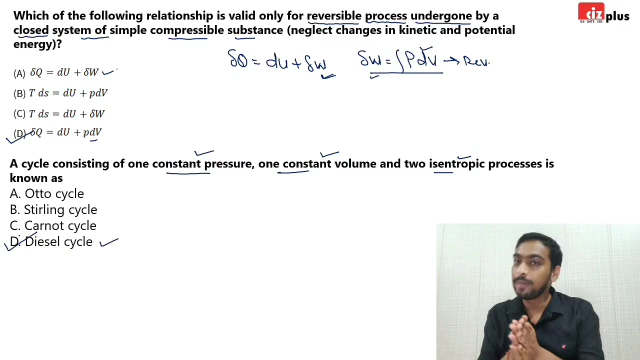 Which of the following relationship is valid only for reversible process undergone by a
closed system of simple compressible substance (neglect changes in kinetic and potential
energy)?
δQ = dU + δW δW = ∫PdV → Rev.
(A) δQ = dU + δW
(B) T ds = dU + pdV
(C) T ds = dU + δW
(D) δQ = dU + pdV
A cycle consisting of one constant pressure, one constant volume and two isentropic processes is
known as
A. Otto cycle
B. Stirling cycle
C. Carnot cycle
D. Diesel cycle
ciz plus